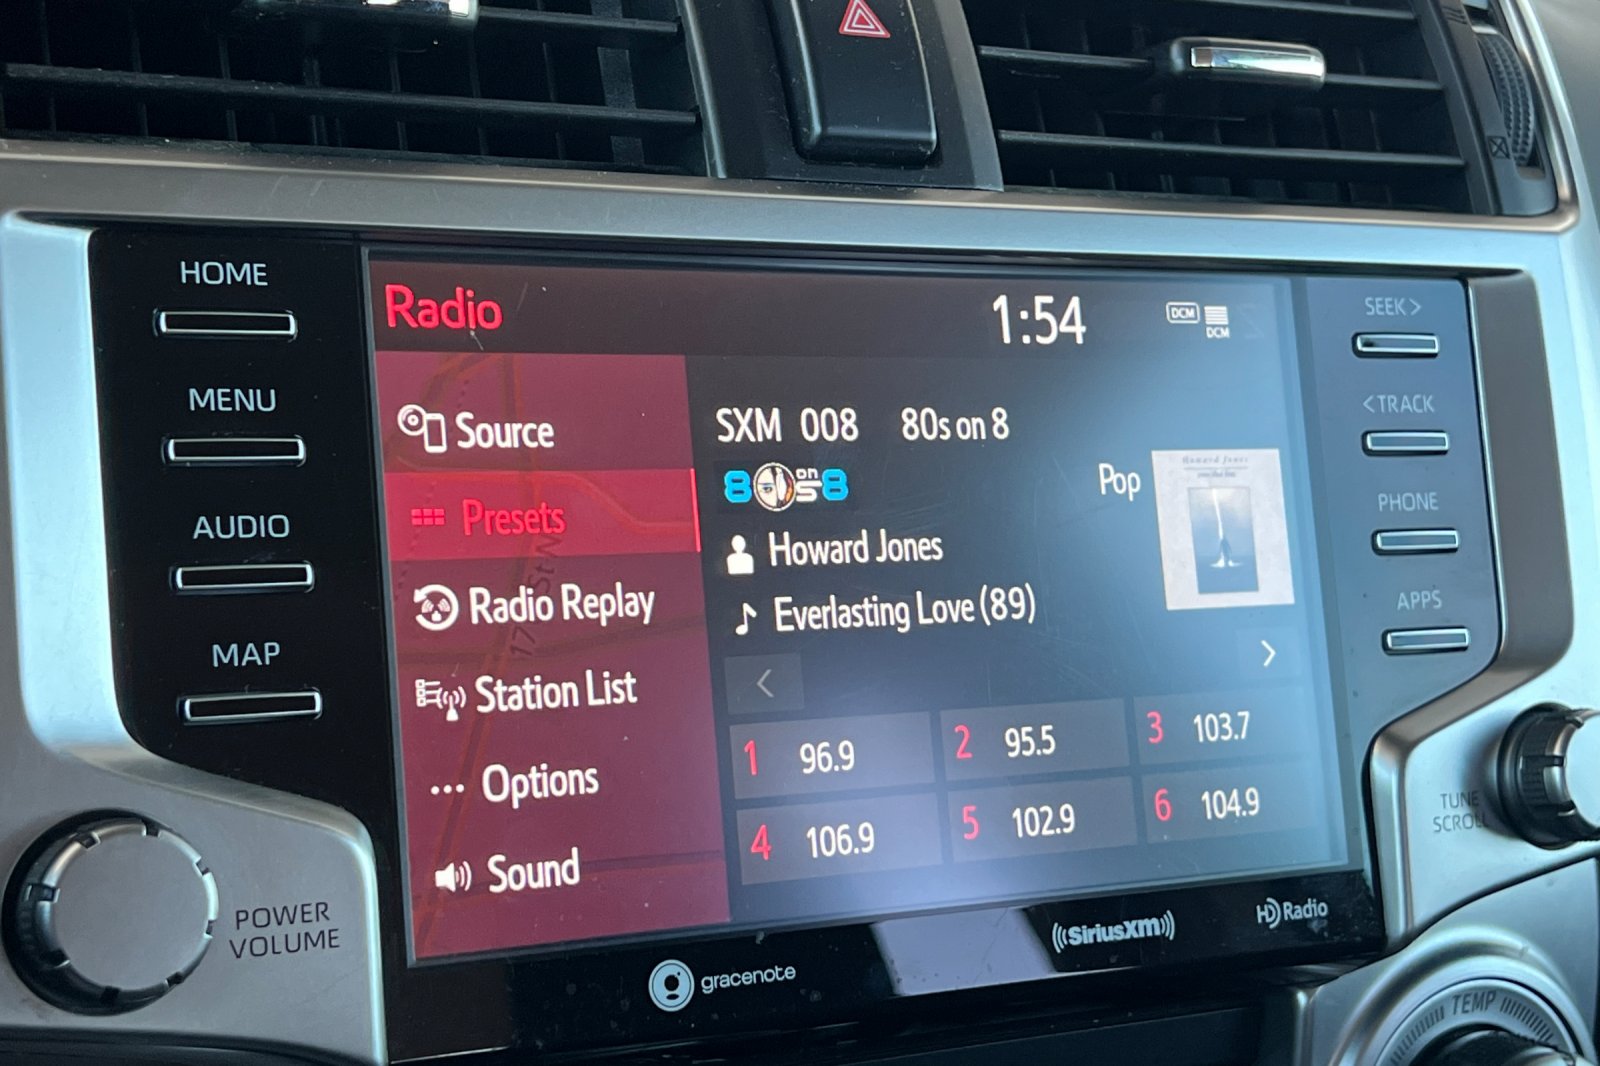 HOME
MENU
AUDIO
MAP
POWER
VOLUME
Radio
1:54
DCM
DCM
Source
Presets
Radio Replay
Station List
Options
Sound
SXM 008 80s on 8
80s on 8
Pop
Howard Jones
Howard Jones
Everlasting Love (89)
<
>
1 96.9
2 95.5
3 103.7
4 106.9
5 102.9
6 104.9
gracenote
SiriusXM
HD Radio
SEEK >
< TRACK
PHONE
APPS
TUNE
SCROLL
TEMP